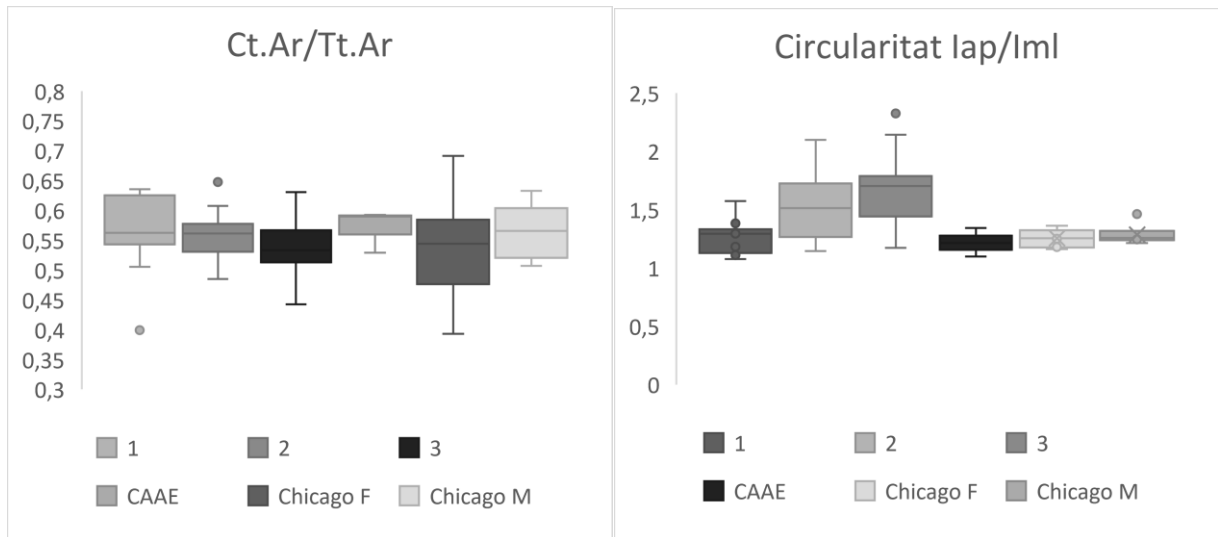 Ct.Ar/Tt.Ar
0,8
0,75
0,7
0,65
0,6
0,55
0,5
0,45
0,4
0,35
0,3
1 2 3
CAAE Chicago F Chicago M
Circularitat Iap/Iml
2,5
2
1,5
1
0,5
0
1 2 3
CAAE Chicago F Chicago M